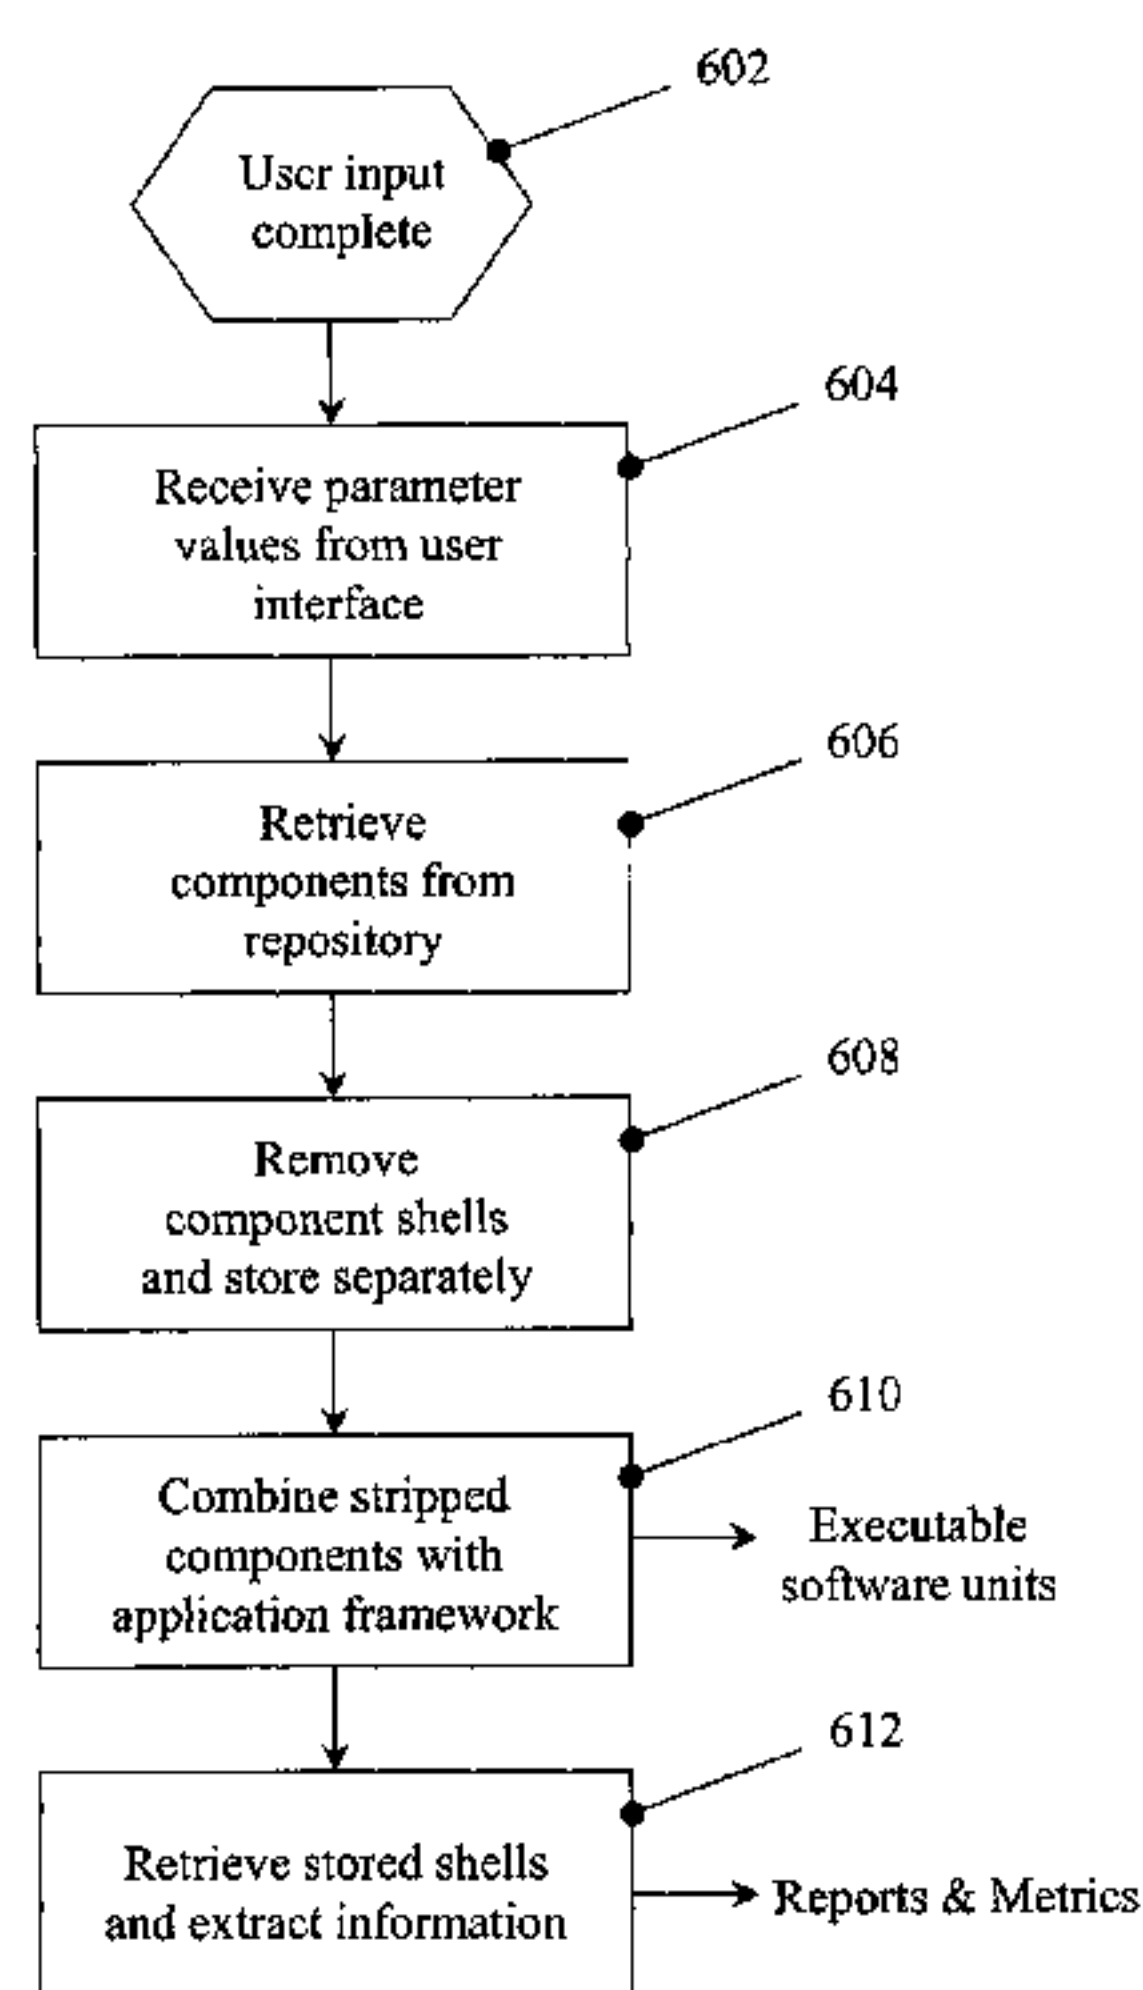 602
User input
complete
604
Receive parameter
values from user
interface
606
Retrieve
components from
repository
608
Remove
component shells
and store separately
610
Combine stripped
components with
application framework
Executable
software units
612
Retrieve stored shells
and extract information
Reports & Metrics